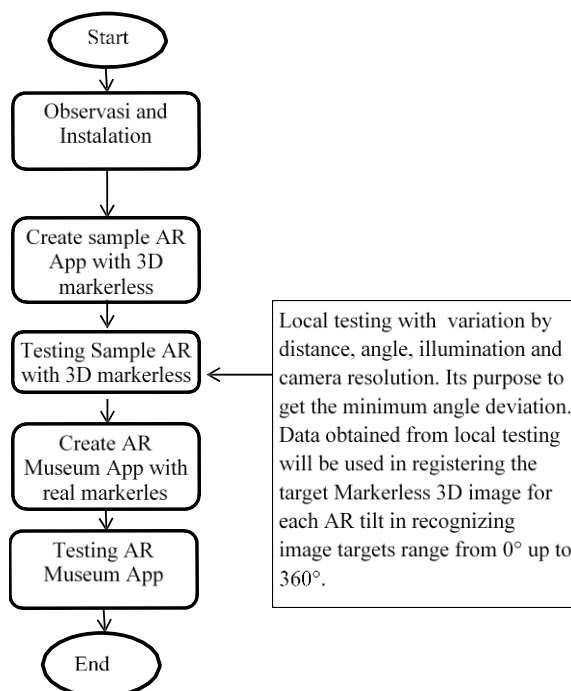 Start
Observasi and
Instalation
Create sample AR
App with 3D
markerless
Testing Sample AR
with 3D markerless
Local testing with variation by
distance, angle, illumination and
camera resolution. Its purpose to
get the minimum angle deviation.
Data obtained from local testing
will be used in registering the
target Markerless 3D image for
each AR tilt in recognizing
image targets range from 0° up to
360°.
Create AR
Museum App with
real markerles
Testing AR
Museum App
End